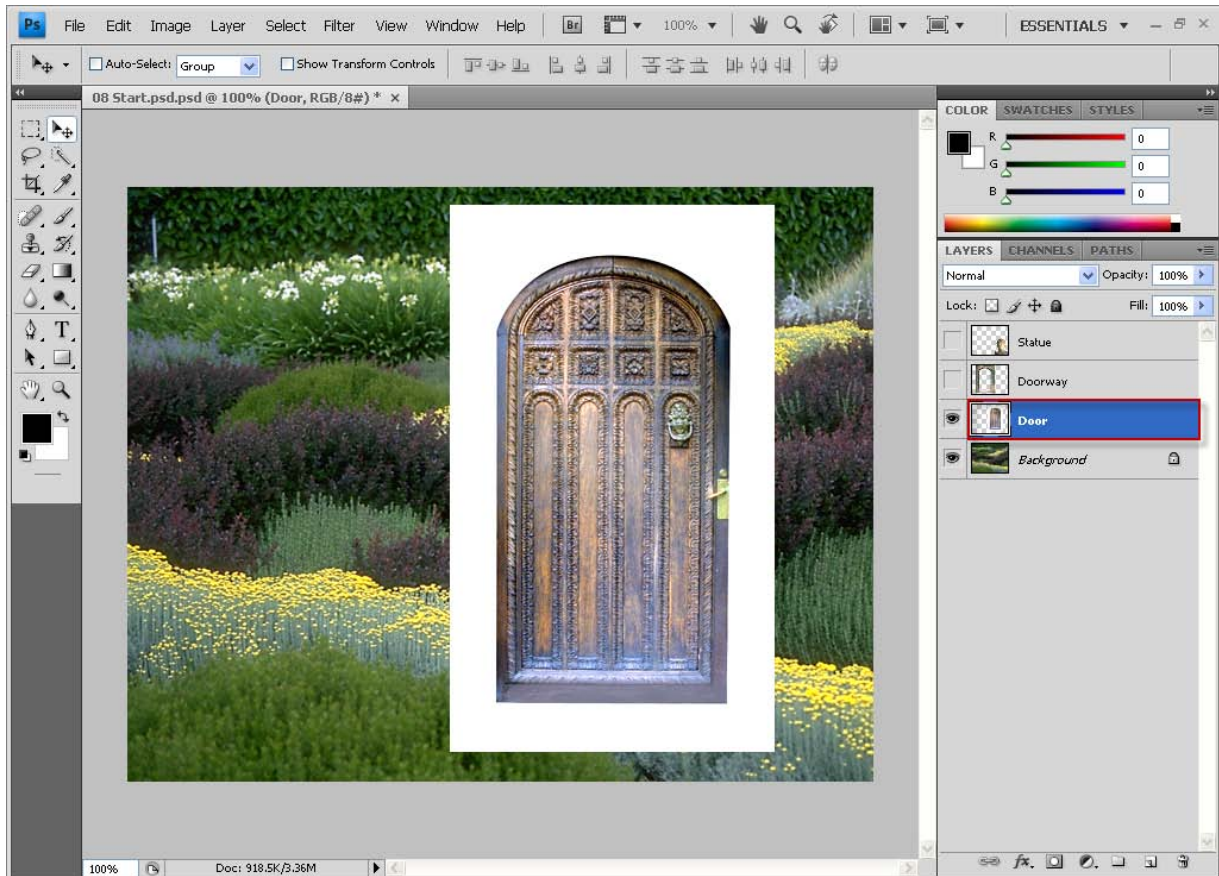 Ps File Edit Image Layer Select Filter View Window Help Br 100% ESSENTIALS
Auto-Select: Group Show Transform Controls
08 Start.psd.psd @ 100% (Door, RGB/8#) * x
COLOR SWATCHES STYLES
R 0
G 0
B 0
LAYERS CHANNELS PATHS
Normal Opacity: 100%
Lock: Fill: 100%
Statue
Doorway
Door
Background
T
fx.
100% Doc: 918.5K/3.36M